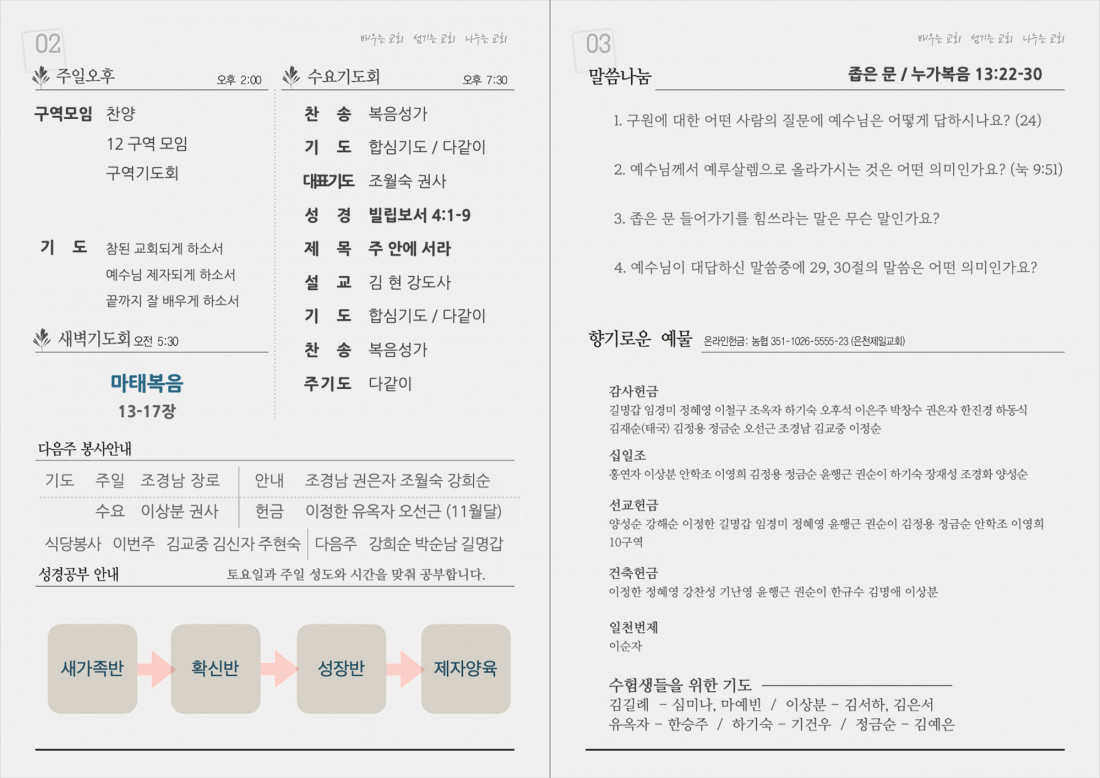 02
배우는 교회 섬기는 교회 나누는 교회
주일오후 오후 2:00
구역모임 찬양
12 구역 모임
구역기도회
기 도 참된 교회되게 하소서
예수님 제자되게 하소서
끝까지 잘 배우게 하소서
새벽기도회 오전 5:30
마태복음
13-17장
수요기도회 오후 7:30
찬 송 복음성가
기 도 합심기도 / 다같이
대표기도 조월숙 권사
성 경 빌립보서 4:1-9
제 목 주 안에 서라
설 교 김 현 강도사
기 도 합심기도 / 다같이
찬 송 복음성가
주기도 다같이
다음주 봉사안내
기도 주일 조경남 장로 안내 조경남 권은자 조월숙 강희순
수요 이상분 권사 헌금 이정한 유옥자 오선근 (11월달)
식당봉사 이번주 김교중 김신자 주현숙 다음주 강희순 박순남 길명갑
성경공부 안내 토요일과 주일 성도와 시간을 맞춰 공부합니다.
새가족반 확신반 성장반 제자양육
03
배우는 교회 섬기는 교회 나누는 교회
말씀나눔 좁은 문 / 누가복음 13:22-30
1. 구원에 대한 어떤 사람의 질문에 예수님은 어떻게 답하시나요? (24)
2. 예수님께서 예루살렘으로 올라가시는 것은 어떤 의미인가요? (눅 9:51)
3. 좁은 문 들어가기를 힘쓰라는 말은 무슨 말인가요?
4. 예수님이 대답하신 말씀중에 29, 30절의 말씀은 어떤 의미인가요?
향기로운 예물 온라인헌금: 농협 351-1026-5555-23 (은천제일교회)
감사헌금
길명갑 임경미 정혜영 이철구 조옥자 하기숙 오후석 이은주 박창수 권은자 한진경 하동식
김재순(태국) 김정용 정금순 오선근 조경남 김교중 이정순
십일조
홍연자 이상분 안학조 이영희 김정용 정금순 윤행근 권순이 하기숙 장재성 조경화 양성순
선교헌금
양성순 강해순 이정한 길명갑 임경미 정혜영 윤행근 권순이 김정용 정금순 안학조 이영희
10구역
건축헌금
이정한 정혜영 강찬성 기난영 윤행근 권순이 한규수 김명애 이상분
일천번제
이순자
수험생들을 위한 기도
김길례 - 심미나, 마예빈 / 이상분 - 김서하, 김은서
유옥자 - 한승주 / 하기숙 - 기건우 / 정금순 - 김예은